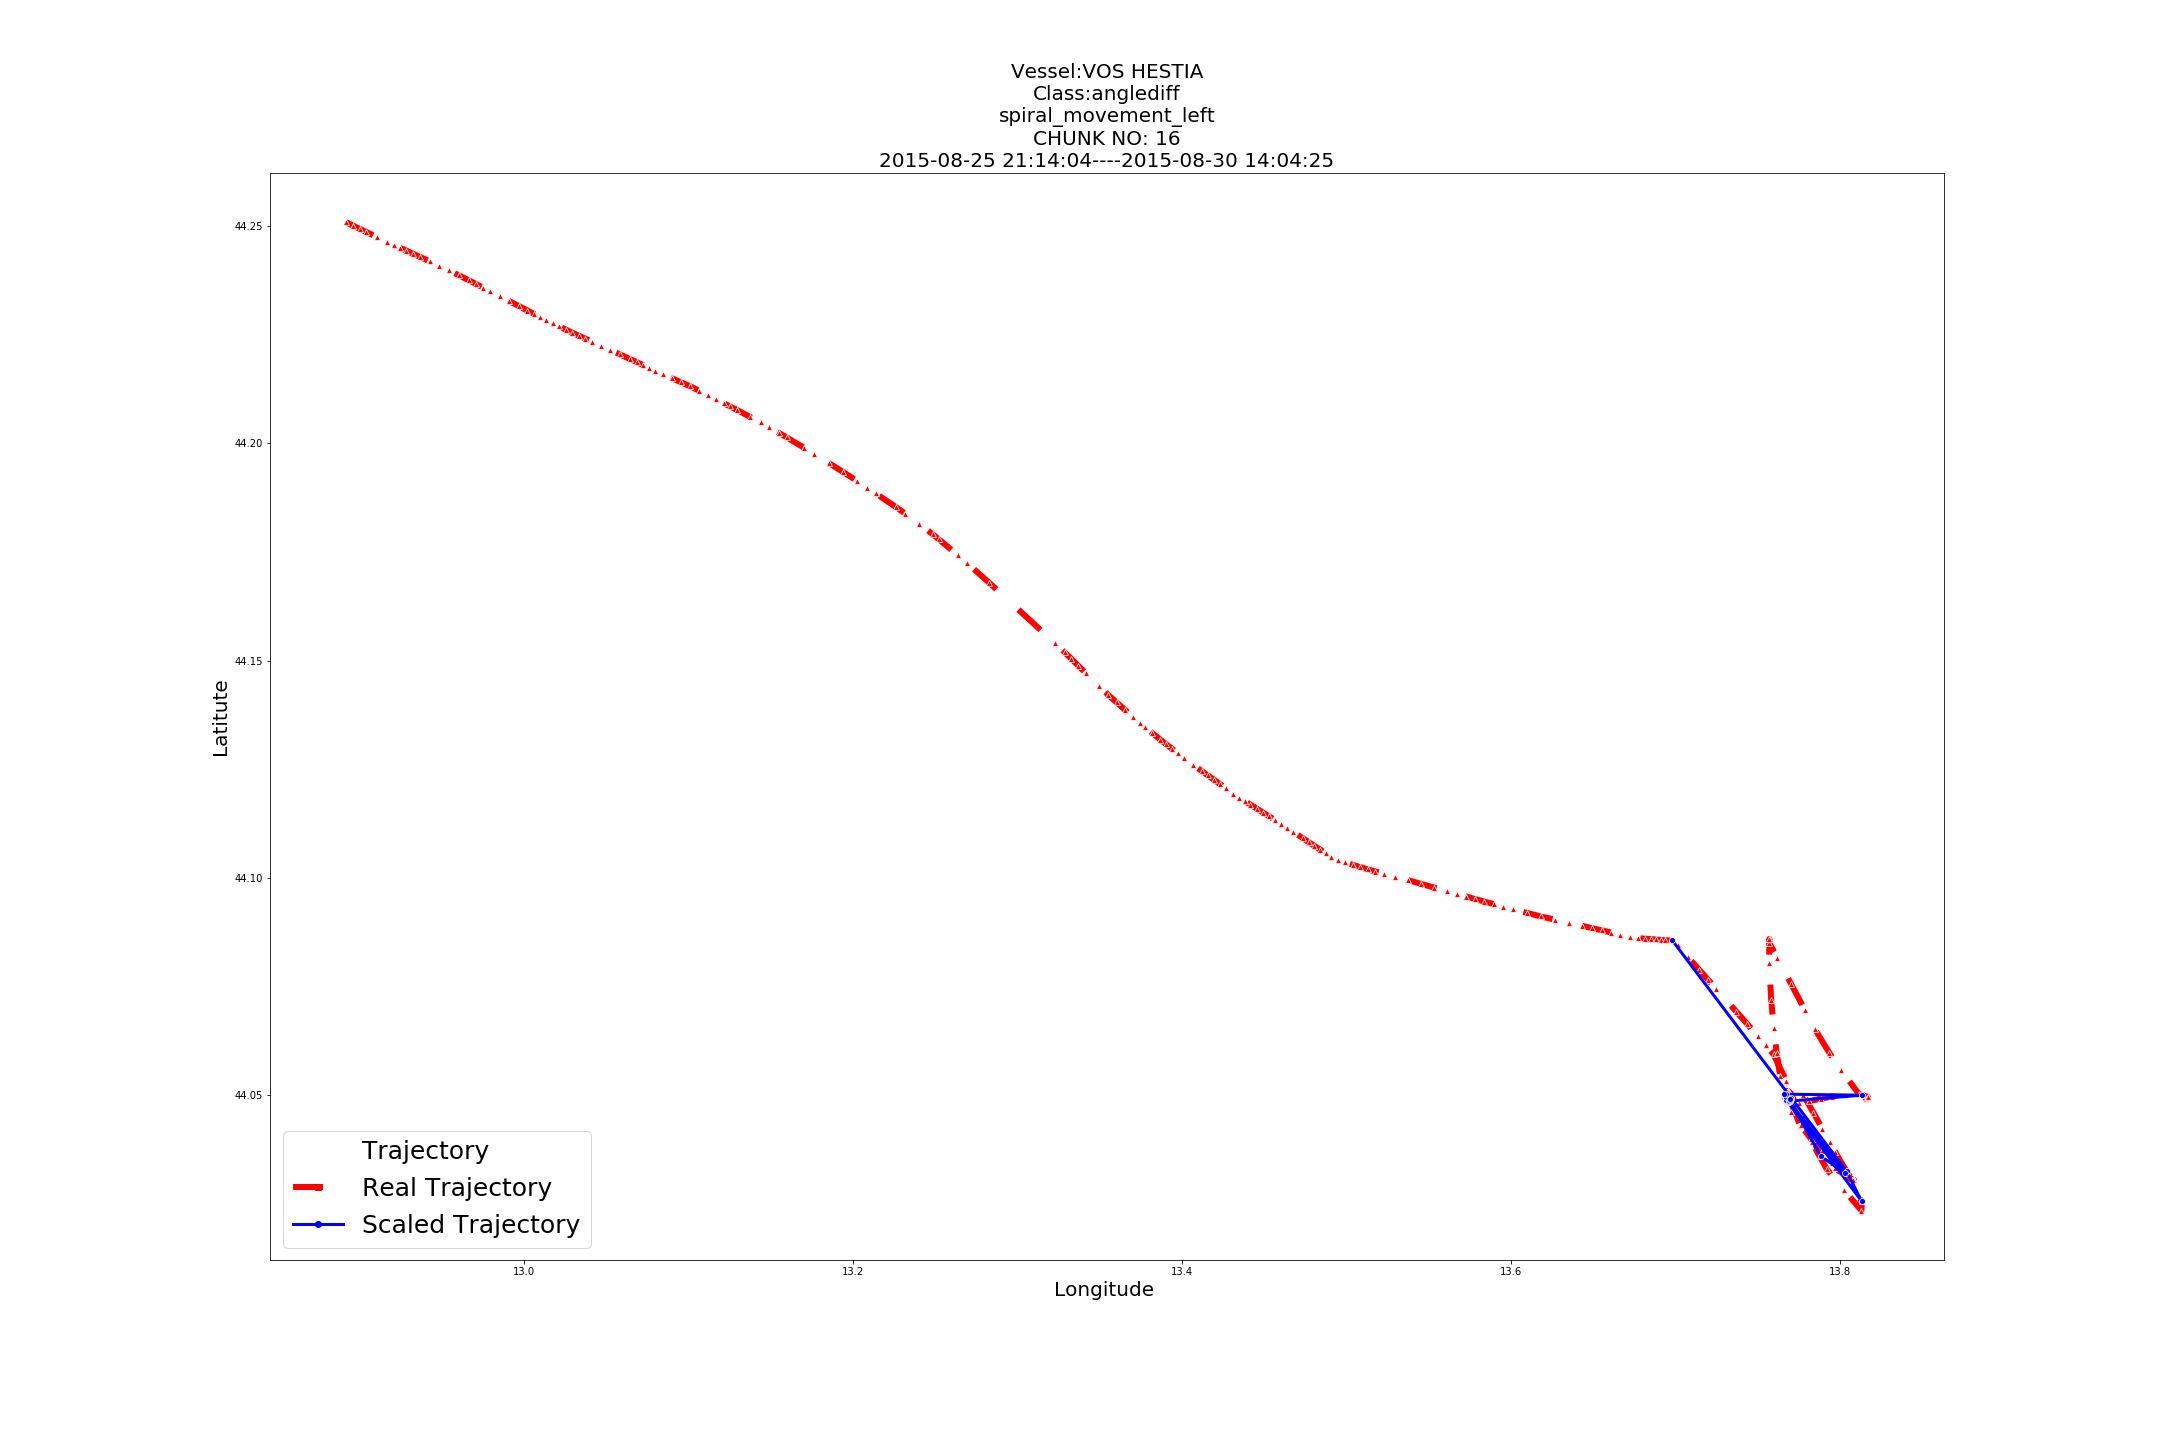 Vessel:VOS HESTIA
Class:anglediff
spiral_movement_left
CHUNK NO: 16
2015-08-25 21:14:04----2015-08-30 14:04:25
44.25
44.20
44.15
44.10
44.05
Latitute
Trajectory
Real Trajectory
Scaled Trajectory
13.0 13.2 13.4 13.6 13.8
Longitude